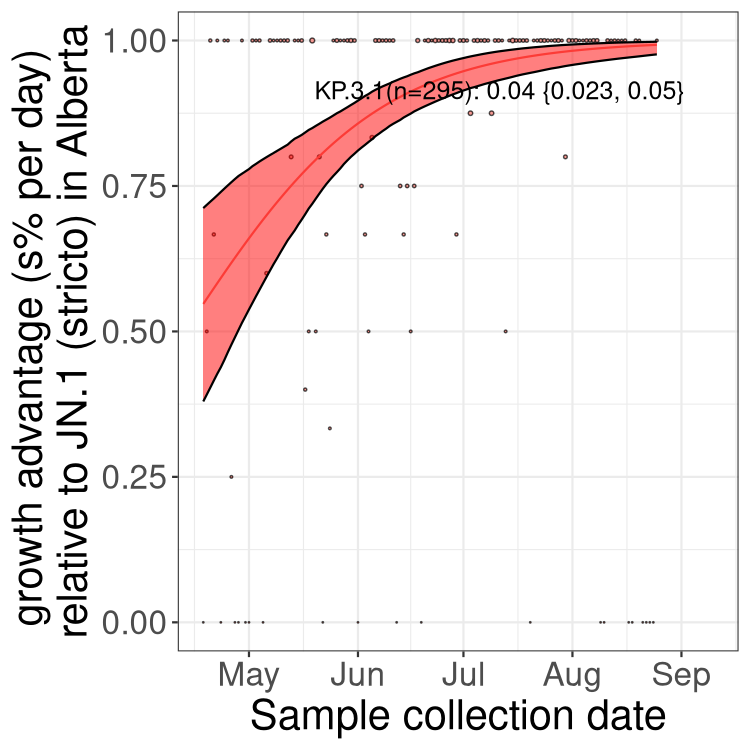 growth advantage (s% per day)
relative to JN.1 (stricto) in Alberta
1.00
0.75
0.50
0.25
0.00
KP.3.1(n=295): 0.04 {0.023, 0.05}
May Jun Jul Aug Sep
Sample collection date